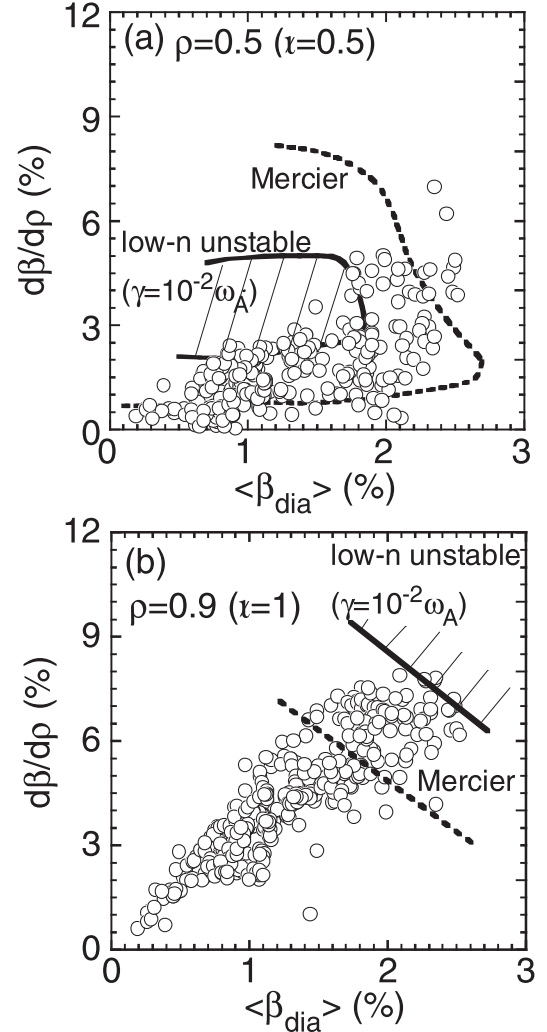 12
(a) ρ=0.5 (ι=0.5)
9
Mercier
dβ/dρ (%)
6
low-n unstable
(γ=10⁻²ω_A)
3
0
1
2
3
<β_dia> (%)
12
(b)
low-n unstable
ρ=0.9 (ι=1)
(γ=10⁻²ω_A)
9
dβ/dρ (%)
6
Mercier
3
0
0
1
2
3
<β_dia> (%)